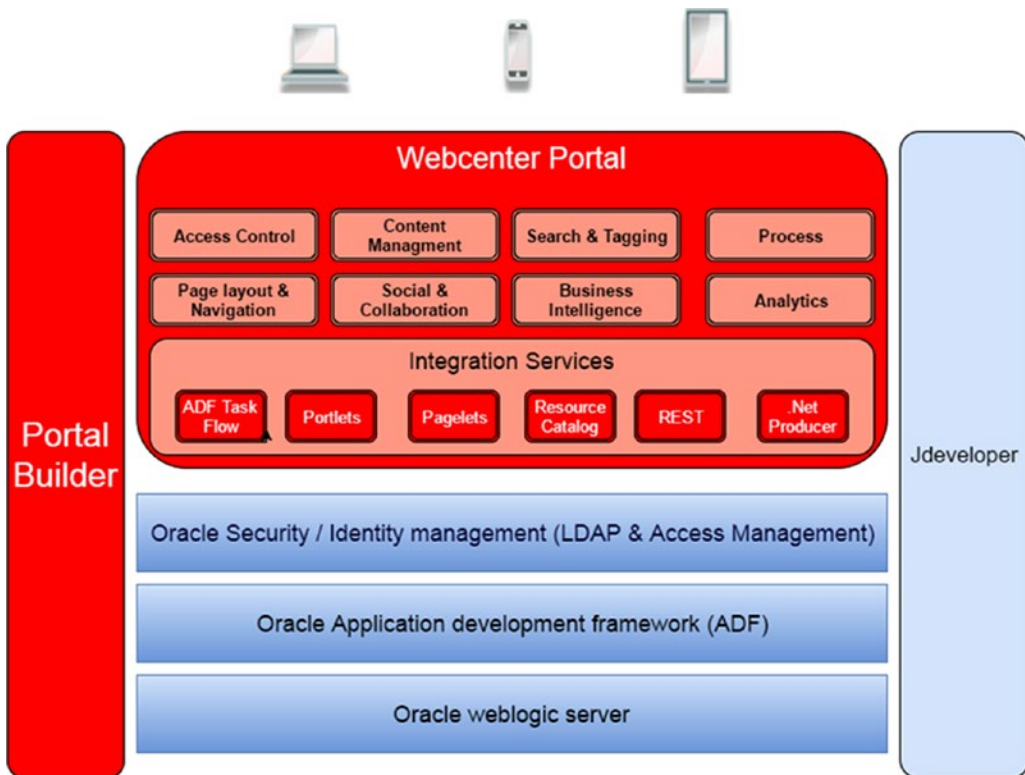 Webcenter Portal
Access Control
Content
Managment
Search & Tagging
Process
Page layout &
Navigation
Social &
Collaboration
Business
Intelligence
Analytics
Integration Services
ADF Task
Flow
Portlets
Pagelets
Resource
Catalog
REST
.Net
Producer
Portal
Builder
Jdeveloper
Oracle Security / Identity management (LDAP & Access Management)
Oracle Application development framework (ADF)
Oracle weblogic server